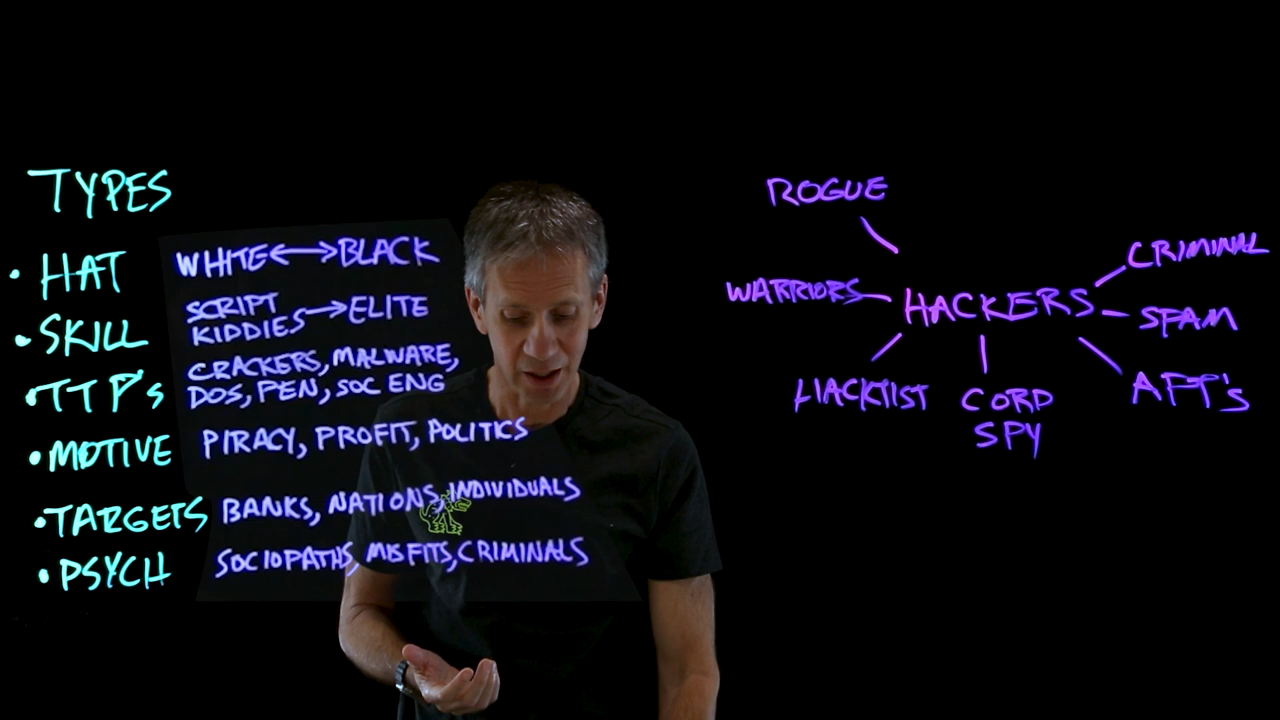 TYPES
• HAT
WHITE ↔ BLACK
• SKILL
SCRIPT
KIDDIES → ELITE
• TTP's
CRACKERS, MALWARE,
DOS, PEN, SOC ENG
• MOTIVE
PIRACY, PROFIT, POLITICS
• TARGETS
BANKS, NATIONS, INDIVIDUALS
• PSYCH
SOCIOPATHS, MISFITS, CRIMINALS
ROGUE
CRIMINAL
WARRIORS
HACKERS
SPAM
HACKTIST
CORP
SPY
APT's